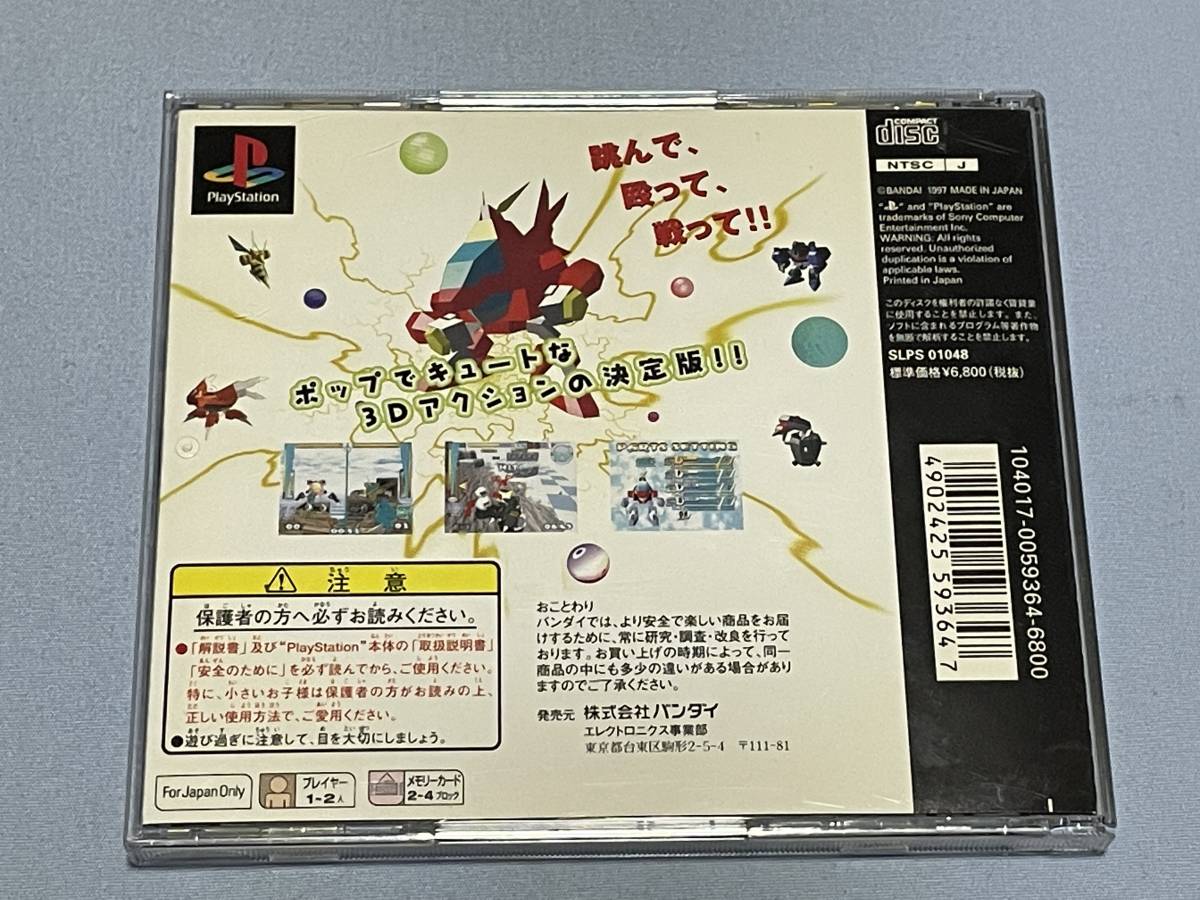 PlayStation
跳んで、
殴って、
戦って!!
ポップでキュートな
3Dアクションの決定版!!
PARTS SETTING
注意
保護者の方へ必ずお読みください。
●「解説書」及び"PlayStation"本体の「取扱説明書」
「安全のために」を必ず読んでから、ご使用ください。
特に、小さいお子様は保護者の方がお読みの上、
正しい使用方法で、ご愛用ください。
●遊び過ぎに注意して、目を大切にしましょう。
おことわり
バンダイでは、より安全で楽しい商品をお届
けするために、常に研究・調査・改良を行って
おります。お買い上げの時期によって、同一
商品の中にも多少の違いがある場合があり
ますのでご了承ください。
発売元 株式会社バンダイ
エレクトロニクス事業部
東京都台東区駒形2-5-4 〒111-81
For Japan Only
プレイヤー
1~2人
メモリーカード
2-4ブロック
COMPACT
disc
NTSC J
©BANDAI 1997 MADE IN JAPAN
" " and "PlayStation" are
trademarks of Sony Computer
Entertainment Inc.
WARNING: All rights
reserved. Unauthorized
duplication is a violation of
applicable laws.
Printed in Japan
このディスクを権利者の許諾なく賃貸業
に使用することを禁止します。また、
ソフトに含まれるプログラム等著作物
を無断で解析することを禁止します。
SLPS 01048
標準価格¥6,800(税抜)
104017-0059364-6800
4902425593647